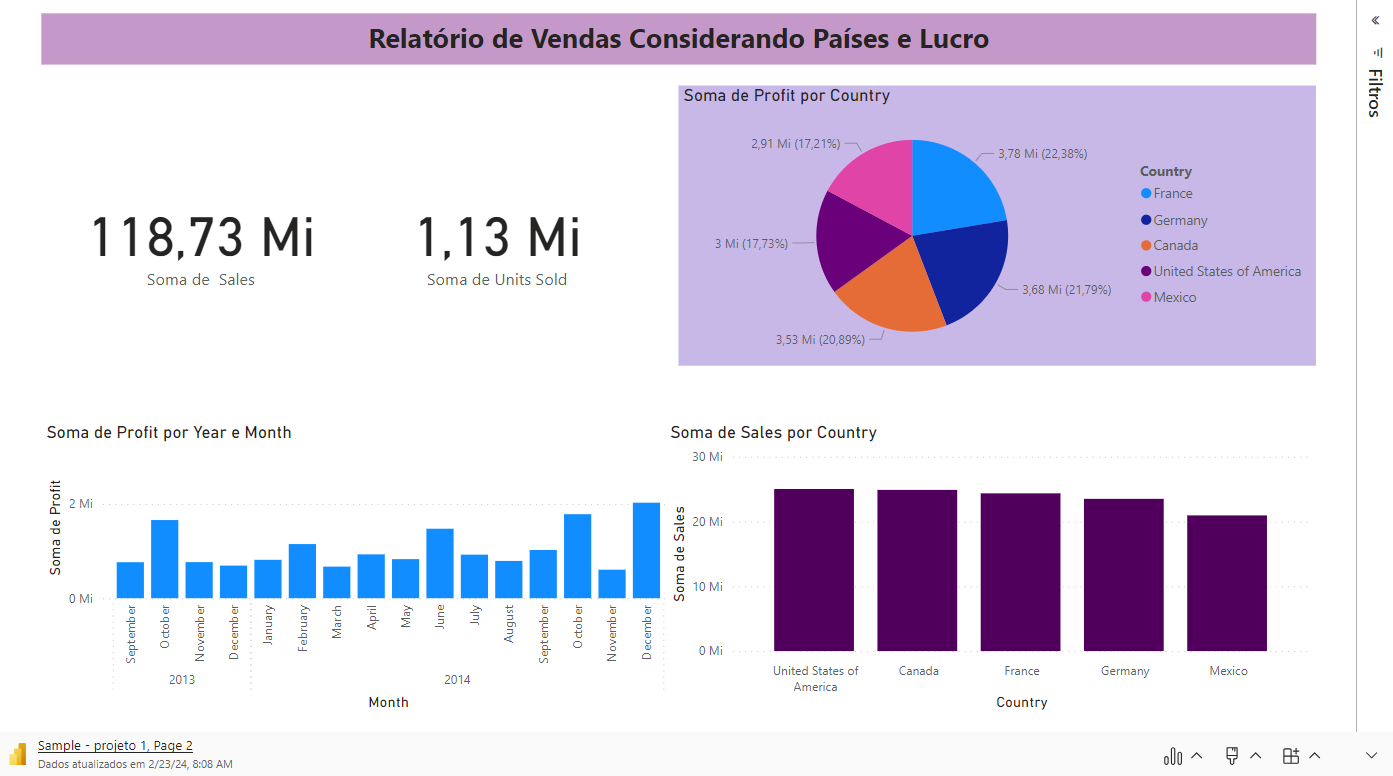 Relatório de Vendas Considerando Países e Lucro
Filtros
118,73 Mi
Soma de  Sales
1,13 Mi
Soma de Units Sold
Soma de Profit por Country
2,91 Mi (17,21%)
3,78 Mi (22,38%)
3 Mi (17,73%)
3,68 Mi (21,79%)
3,53 Mi (20,89%)
Country
France
Germany
Canada
United States of America
Mexico
Soma de Profit por Year e Month
Soma de Profit
2 Mi
0 Mi
September
October
November
December
January
February
March
April
May
June
July
August
September
October
November
December
2013
2014
Month
Soma de Sales por Country
Soma de Sales
30 Mi
20 Mi
10 Mi
0 Mi
United States of
America
Canada
France
Germany
Mexico
Country
Sample - projeto 1, Page 2
Dados atualizados em 2/23/24, 8:08 AM